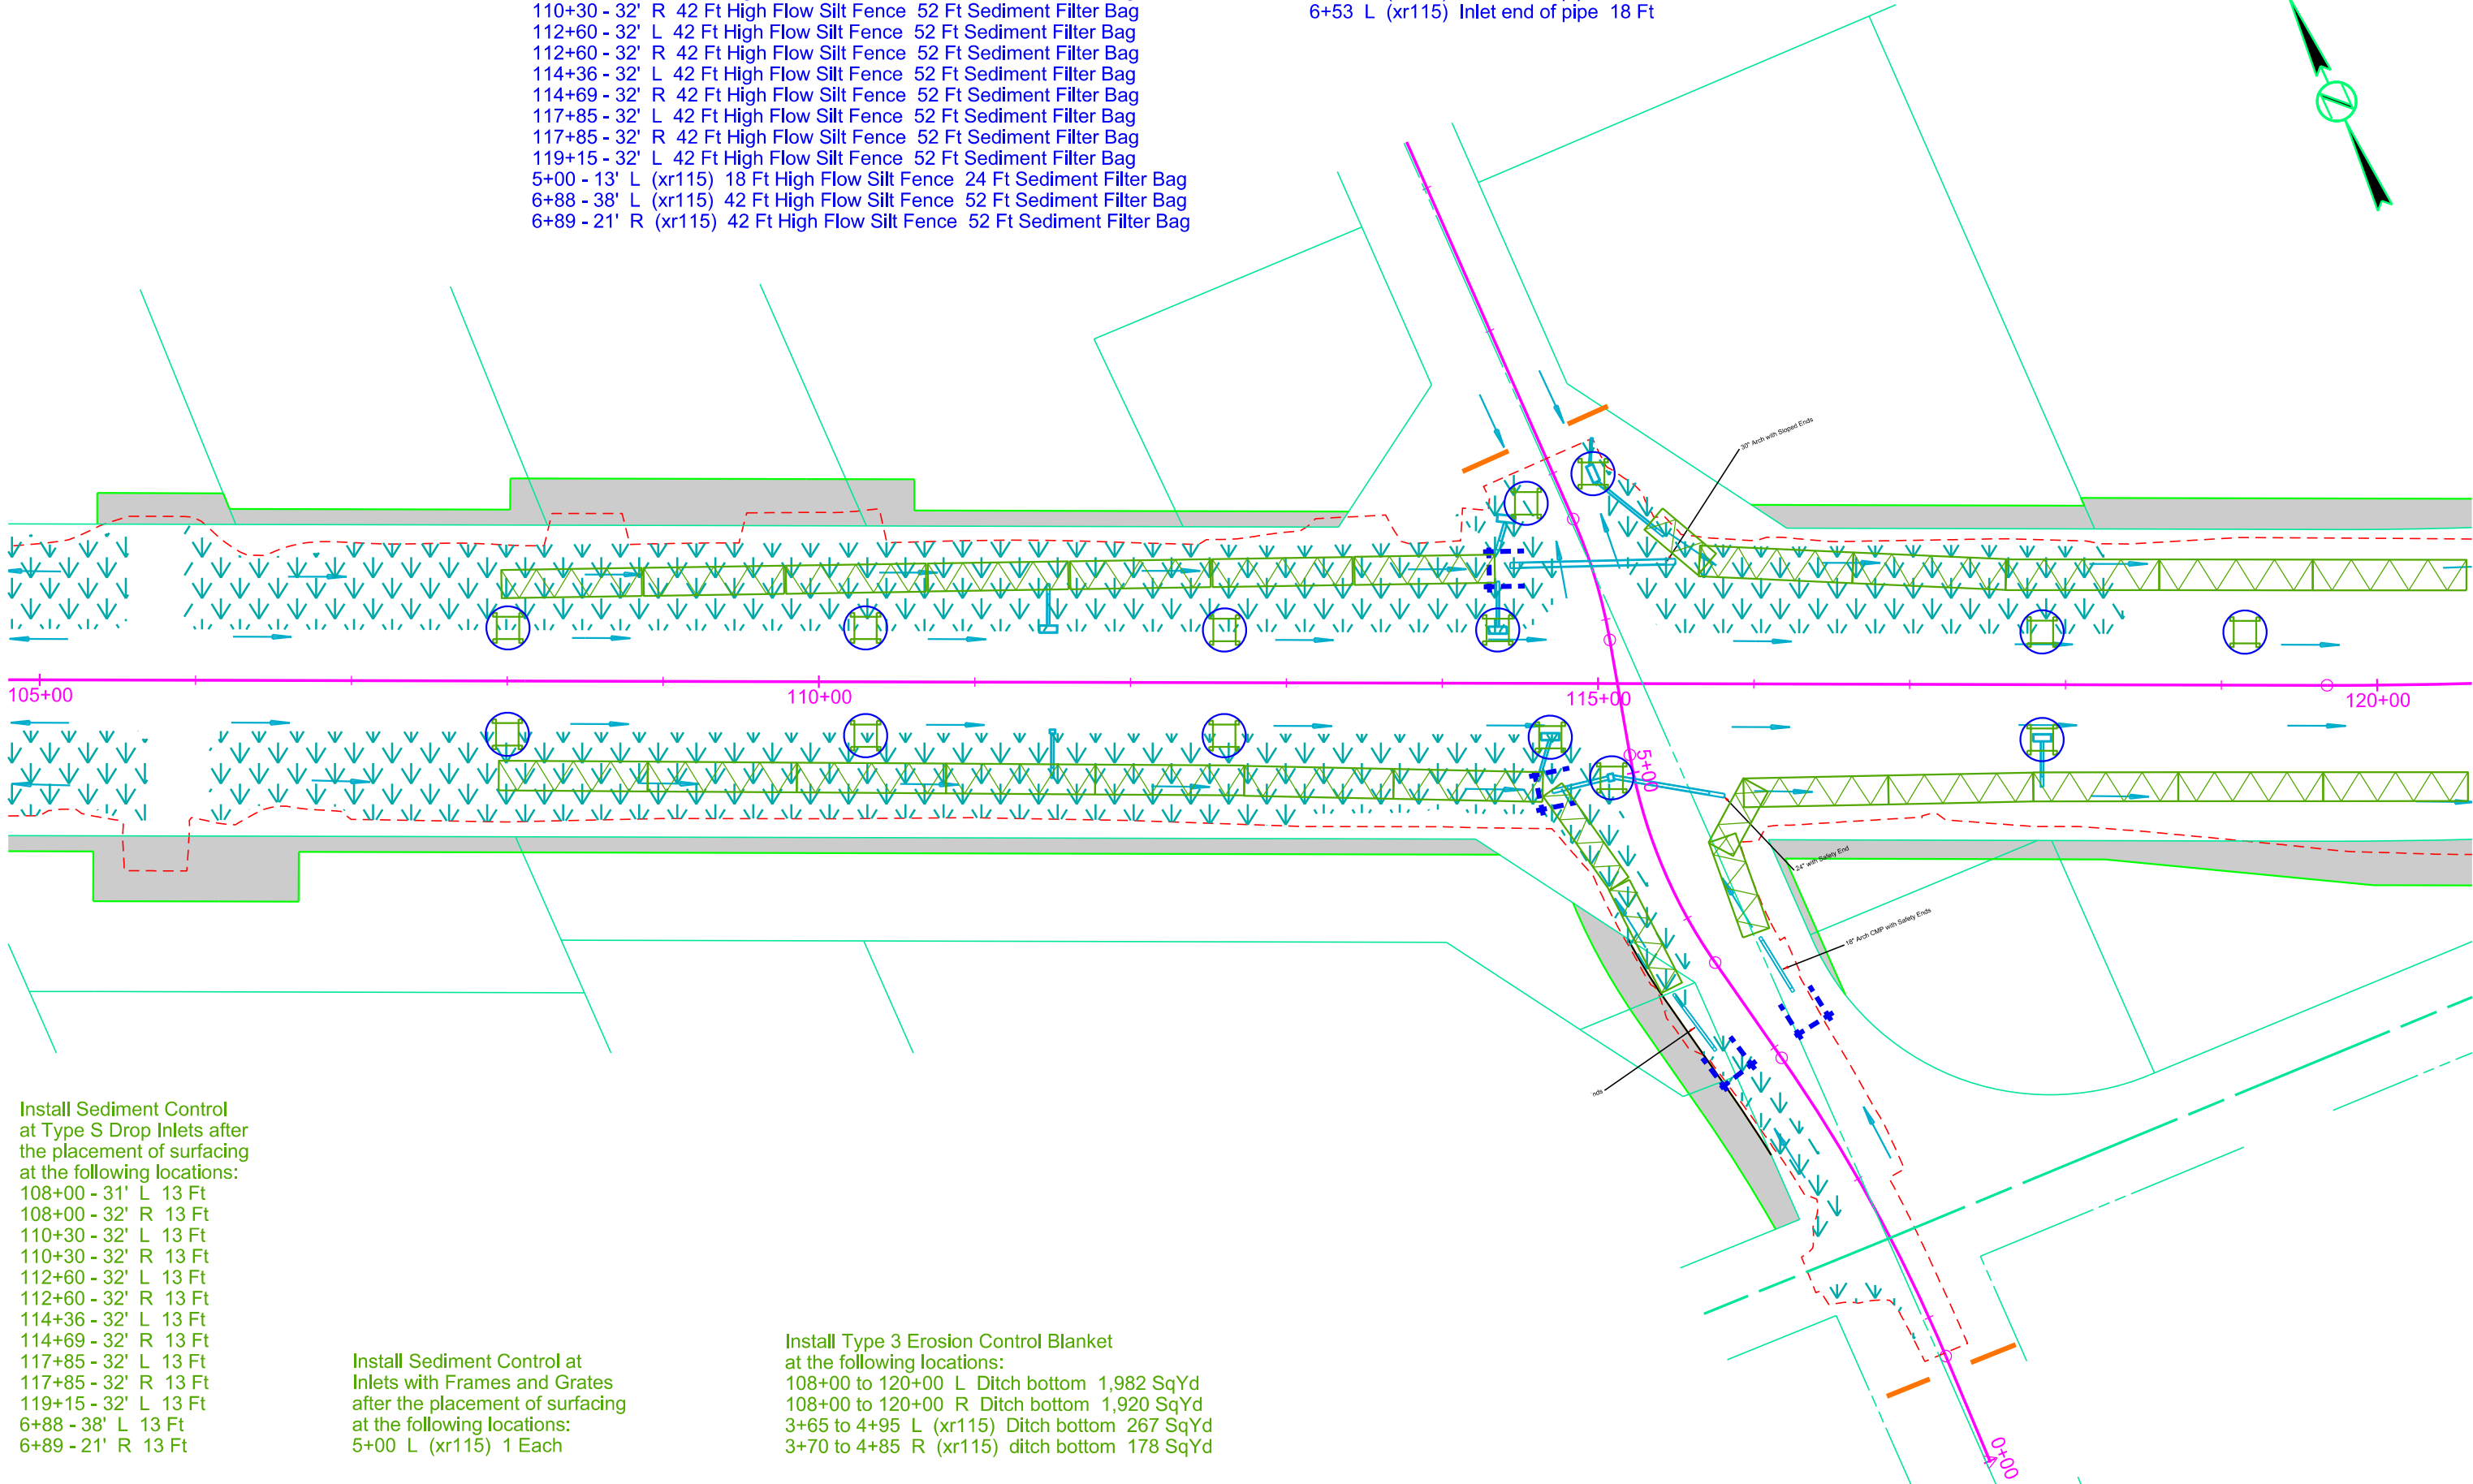 110+30 - 32' R 42 Ft High Flow Silt Fence 52 Ft Sediment Filter Bag
112+60 - 32' L 42 Ft High Flow Silt Fence 52 Ft Sediment Filter Bag
112+60 - 32' R 42 Ft High Flow Silt Fence 52 Ft Sediment Filter Bag
114+36 - 32' L 42 Ft High Flow Silt Fence 52 Ft Sediment Filter Bag
114+69 - 32' R 42 Ft High Flow Silt Fence 52 Ft Sediment Filter Bag
117+85 - 32' L 42 Ft High Flow Silt Fence 52 Ft Sediment Filter Bag
117+85 - 32' R 42 Ft High Flow Silt Fence 52 Ft Sediment Filter Bag
119+15 - 32' L 42 Ft High Flow Silt Fence 52 Ft Sediment Filter Bag
5+00 - 13' L (xr115) 18 Ft High Flow Silt Fence 24 Ft Sediment Filter Bag
6+88 - 38' L (xr115) 42 Ft High Flow Silt Fence 52 Ft Sediment Filter Bag
6+89 - 21' R (xr115) 42 Ft High Flow Silt Fence 52 Ft Sediment Filter Bag
6+53 L (xr115) Inlet end of pipe 18 Ft
30" Arch with Sloped Ends
105+00
110+00
115+00
120+00
5+00
24" with Safety End
18" Arch CMP with Safety Ends
nds
0+00
Install Sediment Control
at Type S Drop Inlets after
the placement of surfacing
at the following locations:
108+00 - 31' L 13 Ft
108+00 - 32' R 13 Ft
110+30 - 32' L 13 Ft
110+30 - 32' R 13 Ft
112+60 - 32' L 13 Ft
112+60 - 32' R 13 Ft
114+36 - 32' L 13 Ft
114+69 - 32' R 13 Ft
117+85 - 32' L 13 Ft
117+85 - 32' R 13 Ft
119+15 - 32' L 13 Ft
6+88 - 38' L 13 Ft
6+89 - 21' R 13 Ft
Install Sediment Control at
Inlets with Frames and Grates
after the placement of surfacing
at the following locations:
5+00 L (xr115) 1 Each
Install Type 3 Erosion Control Blanket
at the following locations:
108+00 to 120+00 L Ditch bottom 1,982 SqYd
108+00 to 120+00 R Ditch bottom 1,920 SqYd
3+65 to 4+95 L (xr115) Ditch bottom 267 SqYd
3+70 to 4+85 R (xr115) ditch bottom 178 SqYd